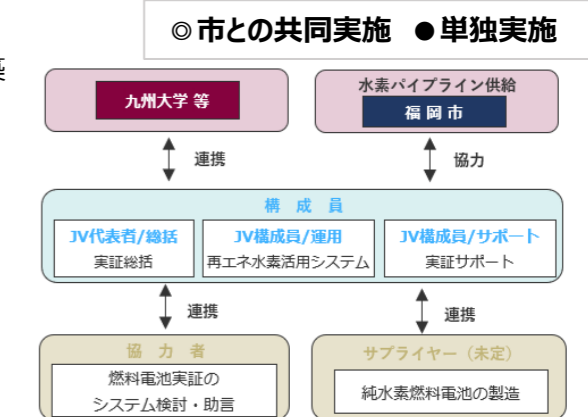 ◎市との共同実施 ●単独実施
築
九州大学 等
水素パイプライン供給
福岡市
連携
協力
構成員
JV代表者/総括
実証総括
JV構成員/運用
再エネ水素活用システム
JV構成員/サポート
実証サポート
連携
連携
協力者
燃料電池実証の
システム検討・助言
サプライヤー（未定）
純水素燃料電池の製造